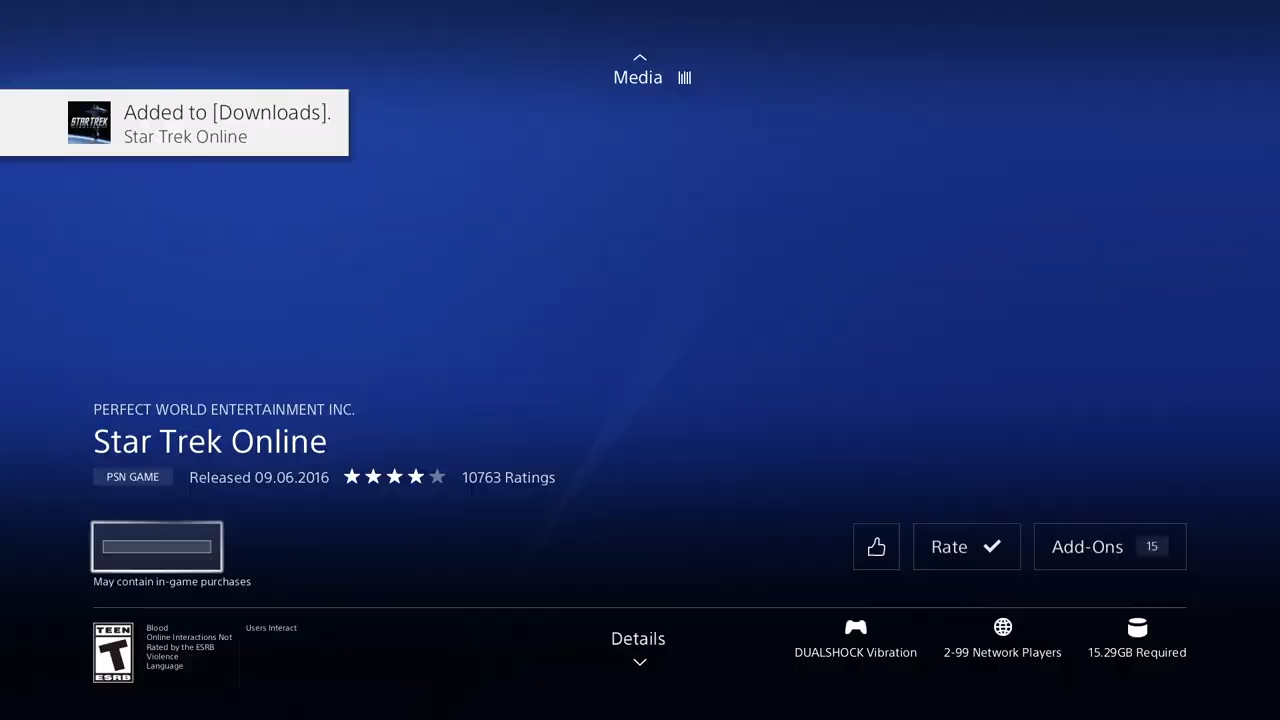 Media
Added to [Downloads].
Star Trek Online
STAR TREK
PERFECT WORLD ENTERTAINMENT INC.
Star Trek Online
PSN GAME Released 09.06.2016 10763 Ratings
Rate Add-Ons 15
May contain in-game purchases
TEEN
T
ESRB
Blood
Online Interactions Not
Rated by the ESRB
Violence
Language
Users Interact
Details
DUALSHOCK Vibration
2-99 Network Players
15.29GB Required